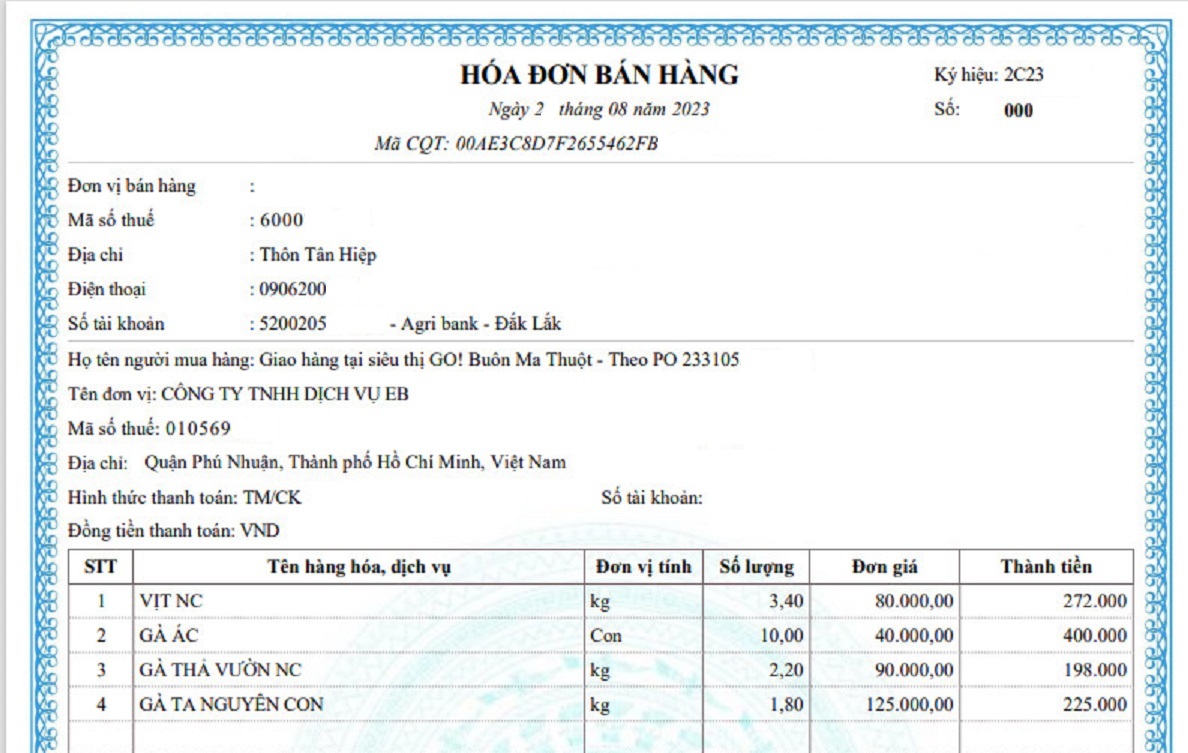 HÓA ĐƠN BÁN HÀNG
Ký hiệu: 2C23
Ngày 2 tháng 08 năm 2023
Số: 000
Mã CQT: 00AE3C8D7F2655462FB
Đơn vị bán hàng :
Mã số thuế : 6000
Địa chỉ : Thôn Tân Hiệp
Điện thoại : 0906200
Số tài khoản : 5200205 - Agri bank - Đắk Lắk
Họ tên người mua hàng: Giao hàng tại siêu thị GO! Buôn Ma Thuột - Theo PO 233105
Tên đơn vị: CÔNG TY TNHH DỊCH VỤ EB
Mã số thuế: 010569
Địa chỉ: Quận Phú Nhuận, Thành phố Hồ Chí Minh, Việt Nam
Hình thức thanh toán: TM/CK Số tài khoản:
Đồng tiền thanh toán: VND
STT Tên hàng hóa, dịch vụ Đơn vị tính Số lượng Đơn giá Thành tiền
1 VỊT NC kg 3,40 80.000,00 272.000
2 GÀ ÁC Con 10,00 40.000,00 400.000
3 GÀ THẢ VƯỜN NC kg 2,20 90.000,00 198.000
4 GÀ TA NGUYÊN CON kg 1,80 125.000,00 225.000